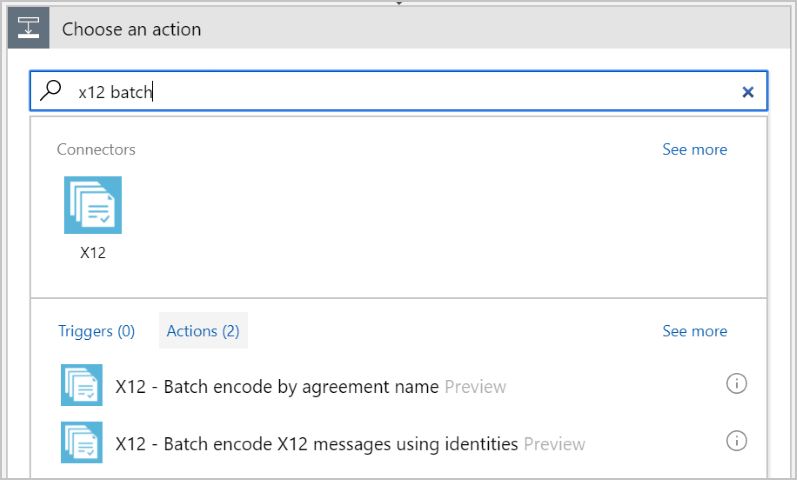 Choose an action
x12 batch
Connectors See more
X12
Triggers (0) Actions (2) See more
X12 - Batch encode by agreement name Preview
X12 - Batch encode X12 messages using identities Preview